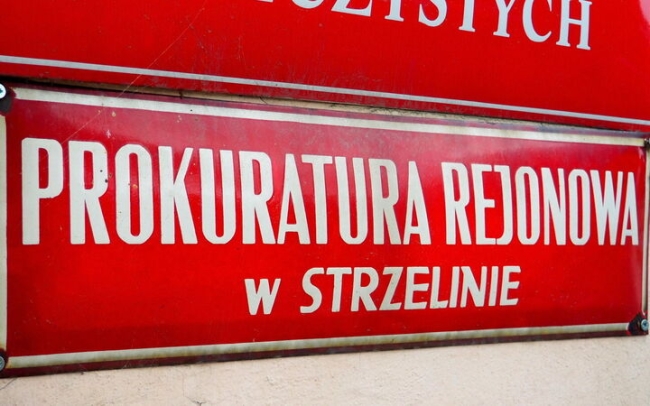 PROKURATURA REJONOWA
w STRZELINIE